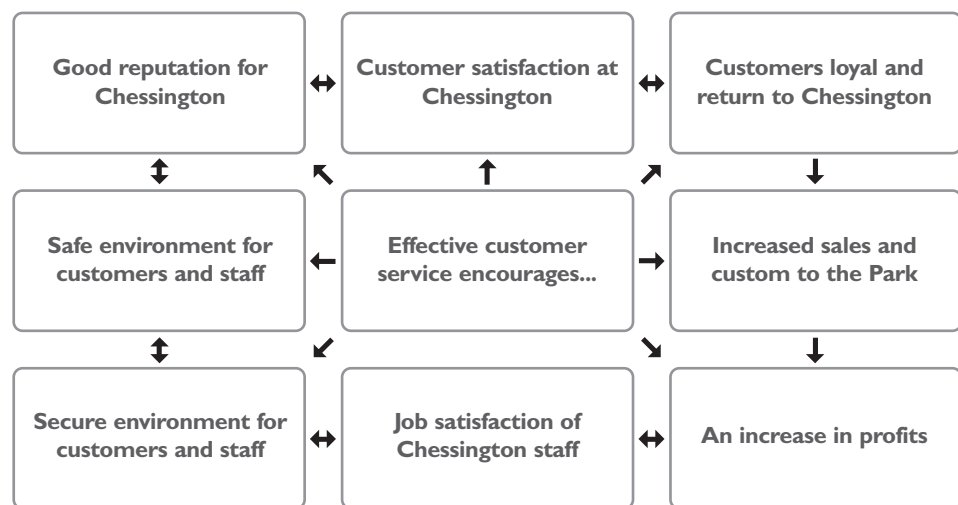 Good reputation for
Chessington
Customer satisfaction at
Chessington
Customers loyal and
return to Chessington
Safe environment for
customers and staff
Effective customer
service encourages...
Increased sales and
custom to the Park
Secure environment for
customers and staff
Job satisfaction of
Chessington staff
An increase in profits